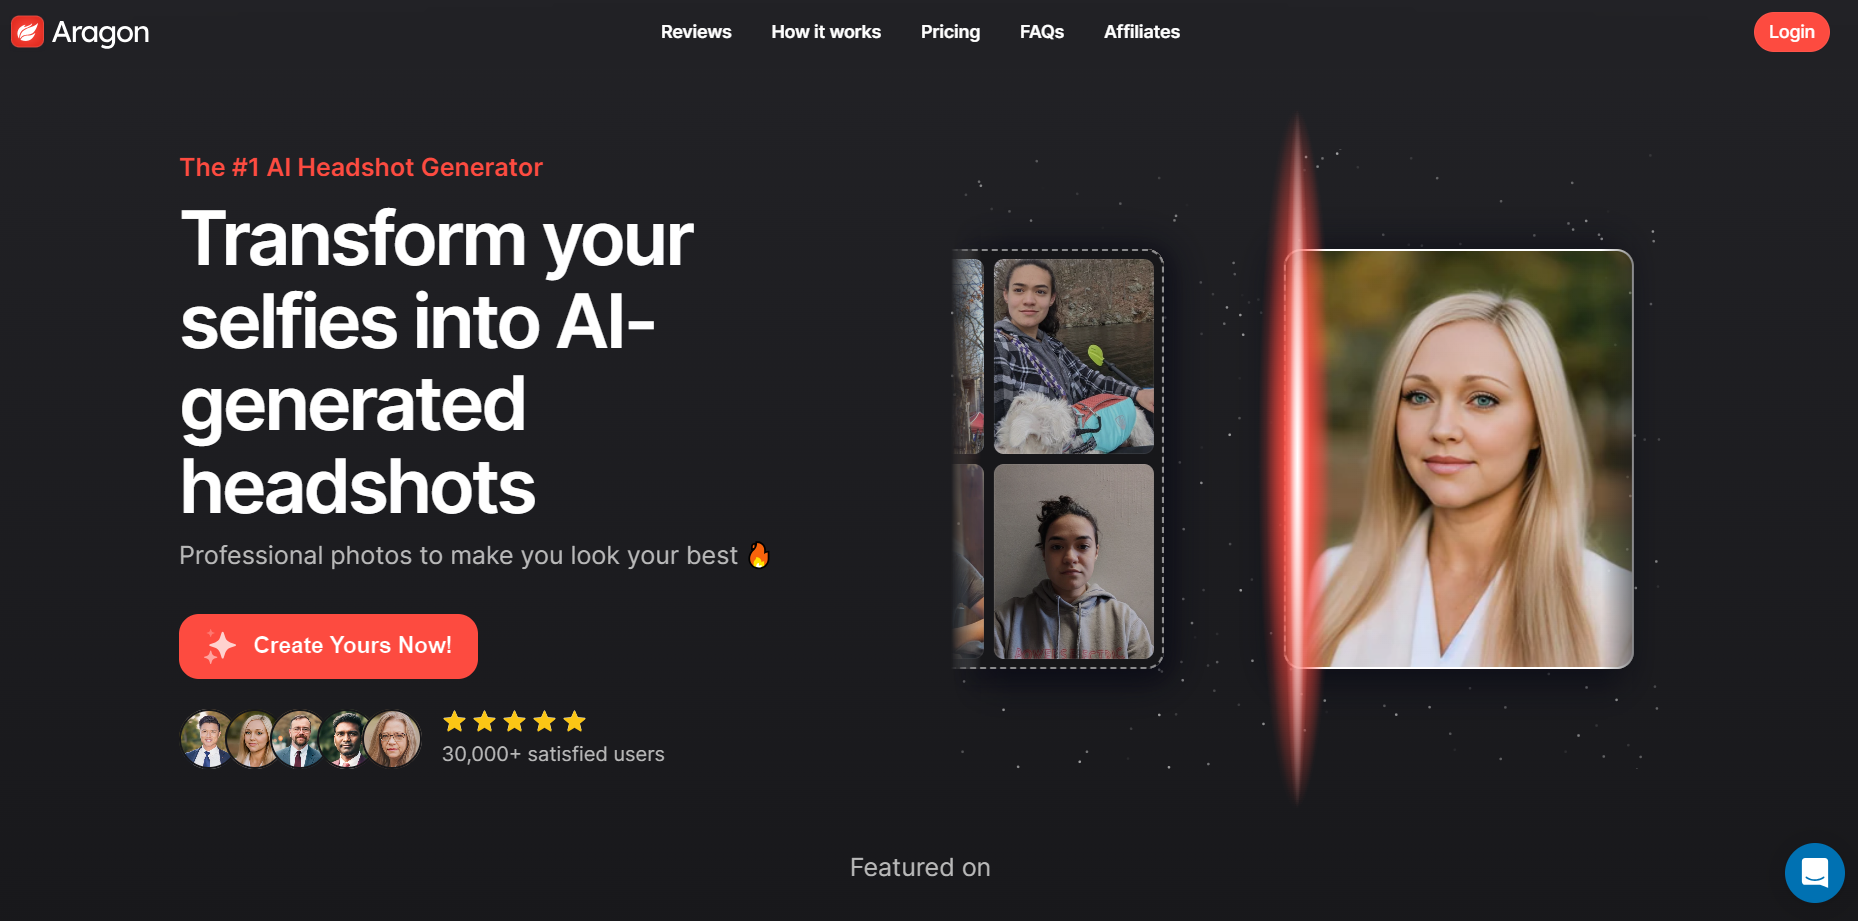 Aragon
Reviews
How it works
Pricing
FAQs
Affiliates
Login
The #1 AI Headshot Generator
Transform your
selfies into AI-
generated
headshots
Professional photos to make you look your best 🔥
Create Yours Now!
30,000+ satisfied users
Featured on